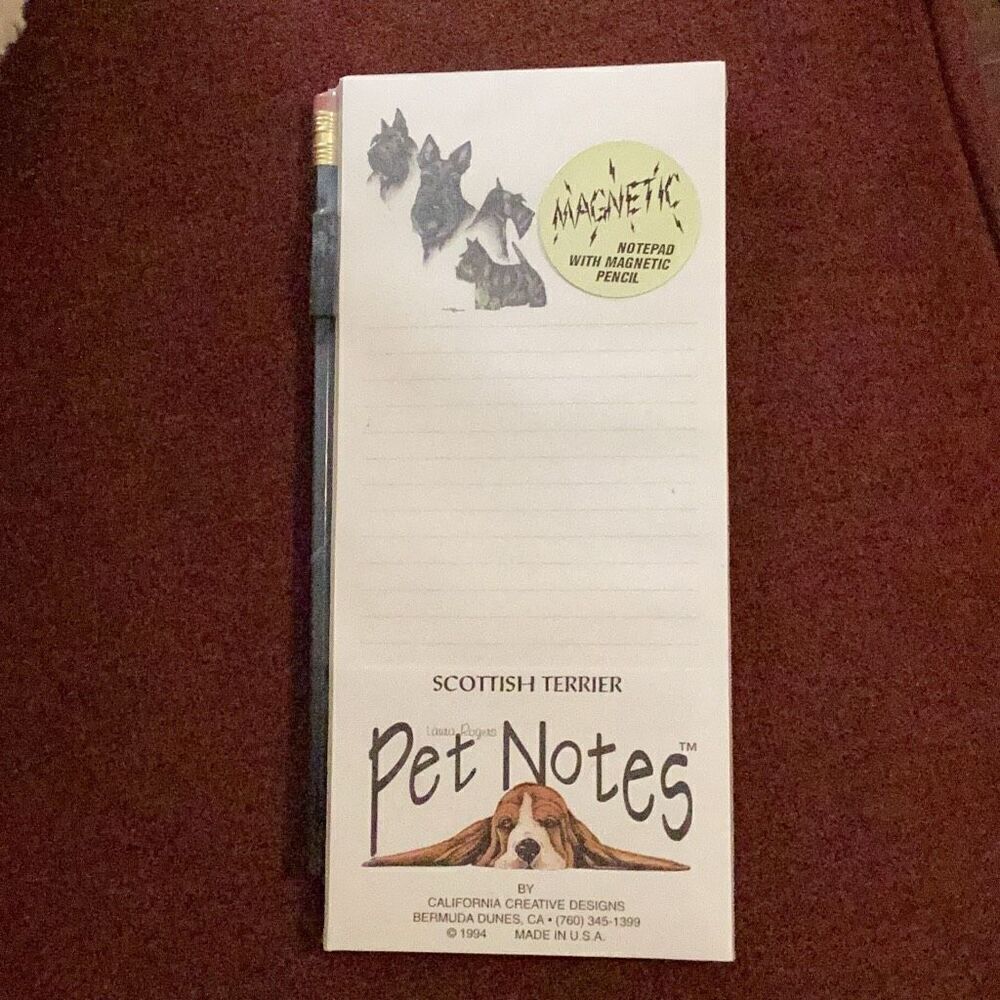 MAGNETIC
NOTEPAD
WITH MAGNETIC
PENCIL
SCOTTISH TERRIER
Laura Rogers
Pet Notes™
BY
CALIFORNIA CREATIVE DESIGNS
BERMUDA DUNES, CA • (760) 345-1399
© 1994 MADE IN U.S.A.